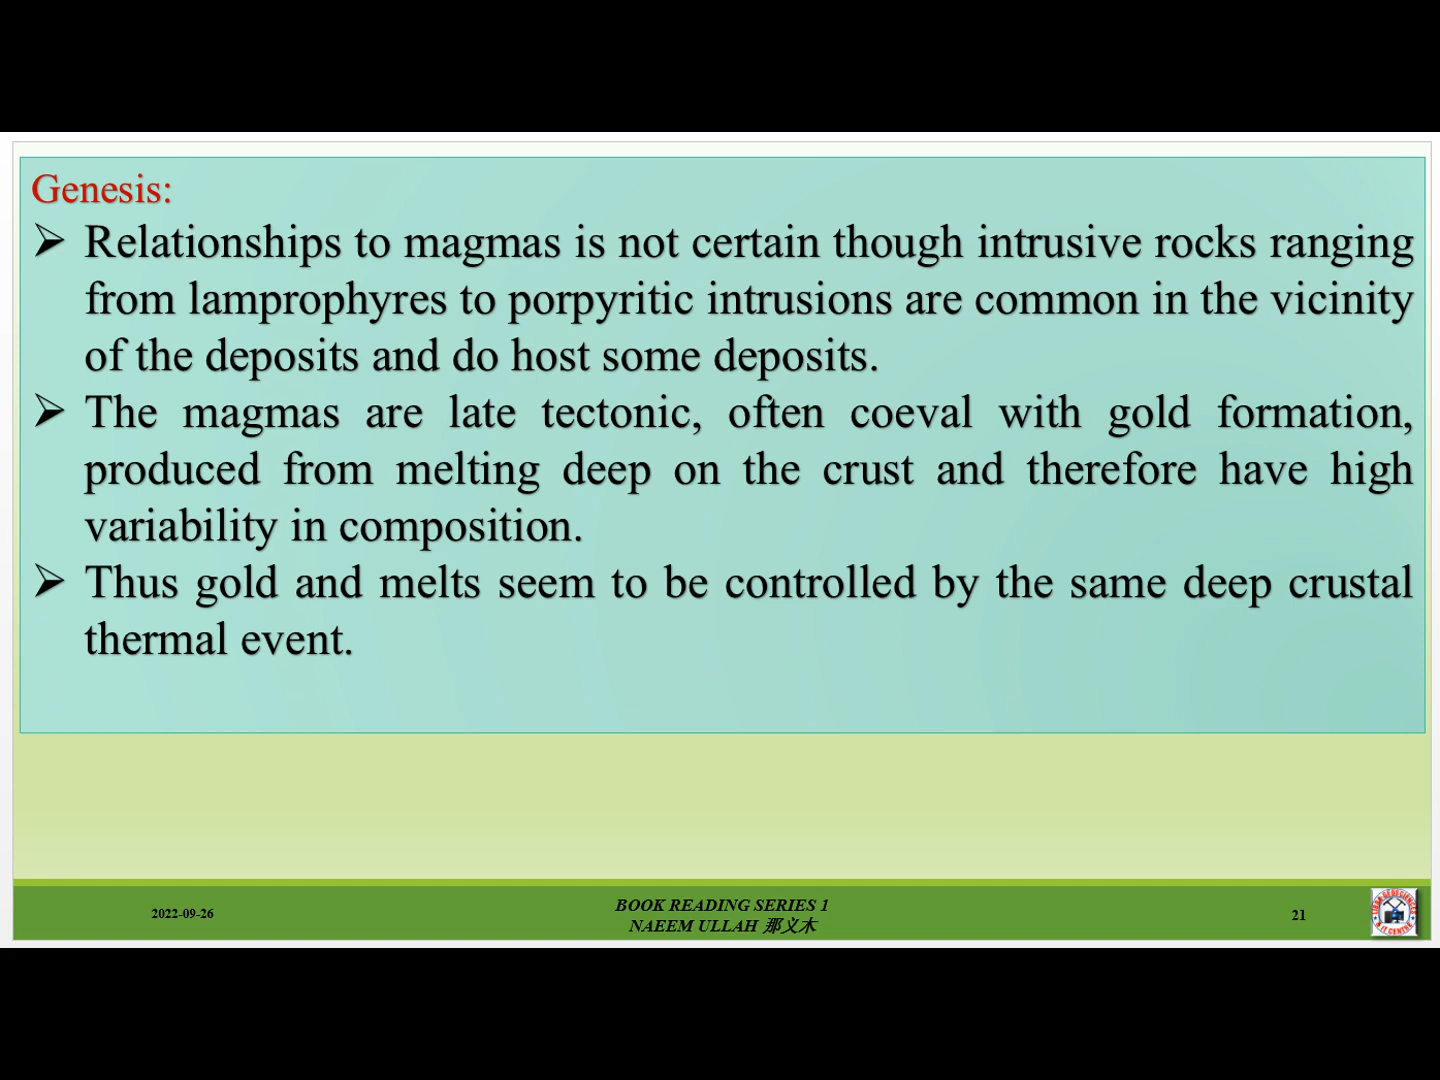 Genesis:
➢ Relationships to magmas is not certain though intrusive rocks ranging
from lamprophyres to porpyritic intrusions are common in the vicinity
of the deposits and do host some deposits.
➢ The magmas are late tectonic, often coeval with gold formation,
produced from melting deep on the crust and therefore have high
variability in composition.
➢ Thus gold and melts seem to be controlled by the same deep crustal
thermal event.
2022-09-26
BOOK READING SERIES 1
NAEEM ULLAH 那义木
21